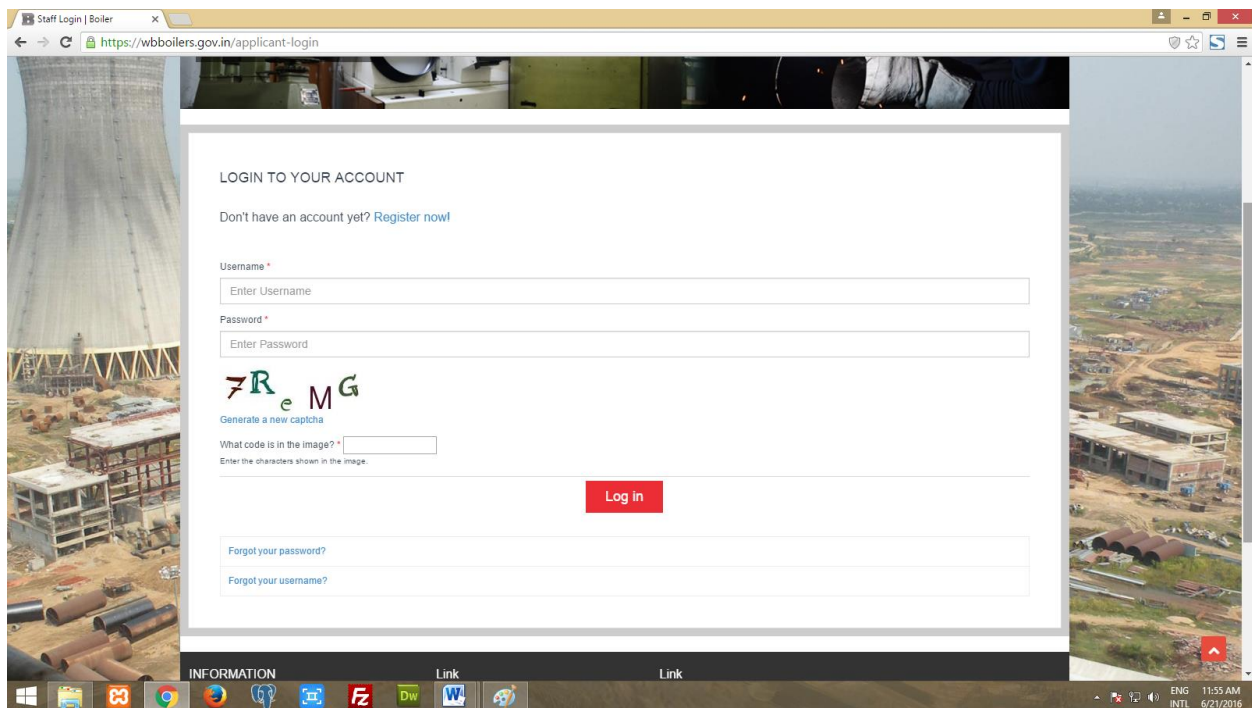 Staff Login | Boiler
https://wbboilers.gov.in/applicant-login
LOGIN TO YOUR ACCOUNT
Don't have an account yet? Register now!
Username *
Enter Username
Password *
Enter Password
7ReMG
Generate a new captcha
What code is in the image? *
Enter the characters shown in the image.
Log in
Forgot your password?
Forgot your username?
INFORMATION Link Link
Fz Dw W
ENG 11:55 AM
INTL 6/21/2016